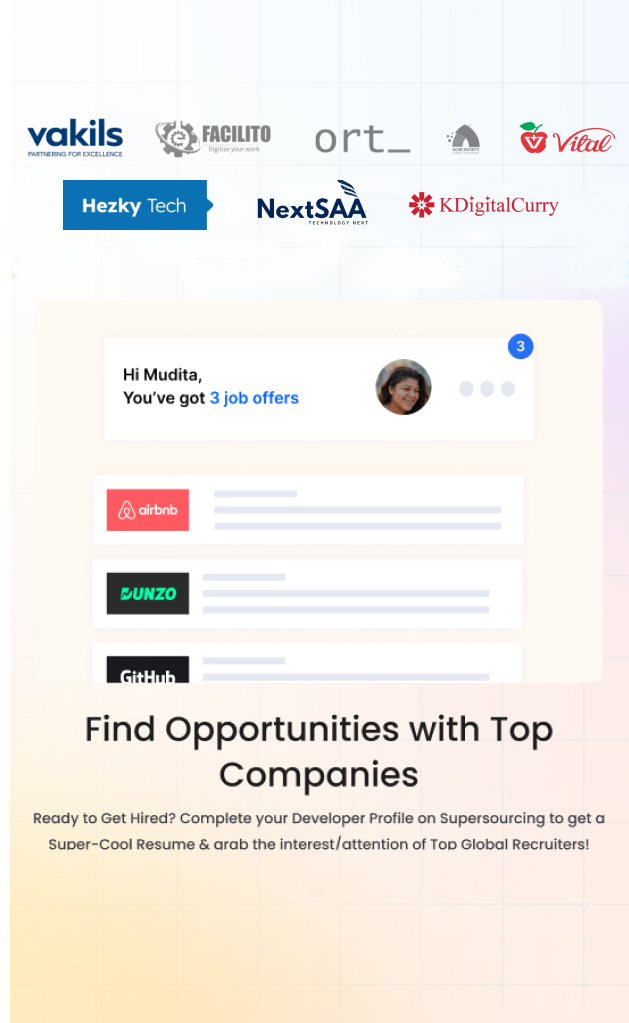 vakils
PARTNERING FOR EXCELLENCE
FACILITO
Digitize your work
ort_
Vital
Hezky Tech
NextSAA
TECHNOLOGY NEXT
KDigitalCurry
amazon
3
Hi Mudita,
You've got 3 job offers
airbnb
DUNZO
GitHub
Find Opportunities with Top
Companies
Ready to Get Hired? Complete your Developer Profile on Supersourcing to get a
Super-Cool Resume & grab the interest/attention of Top Global Recruiters!